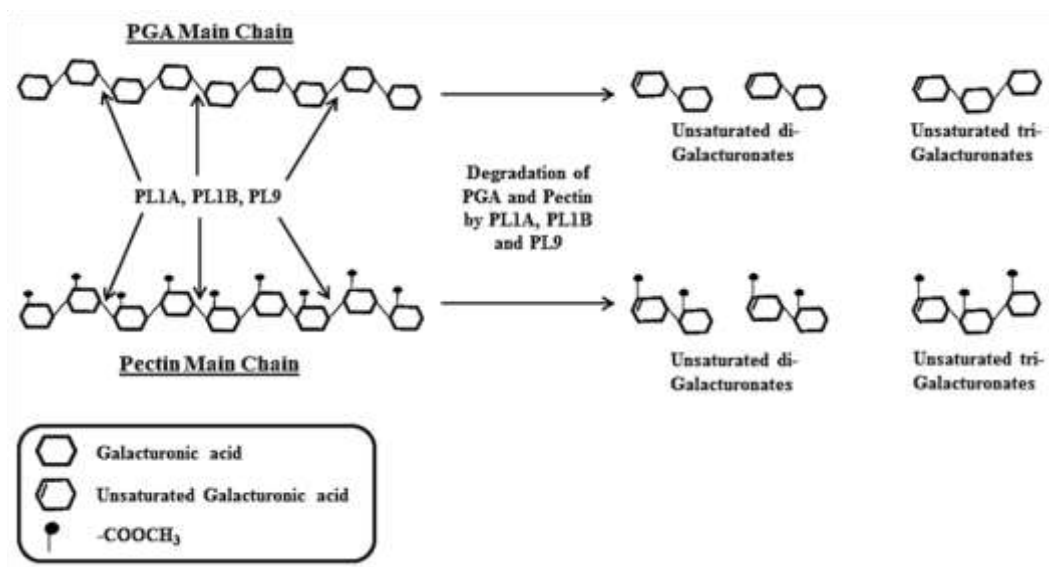 PGA Main Chain
Unsaturated di-
Galacturonates
Unsaturated tri-
Galacturonates
PL1A, PL1B, PL9
Degradation of
PGA and Pectin
by PL1A, PL1B
and PL9
Pectin Main Chain
Unsaturated di-
Galacturonates
Unsaturated tri-
Galacturonates
Galacturonic acid
Unsaturated Galacturonic acid
-COOCH₃